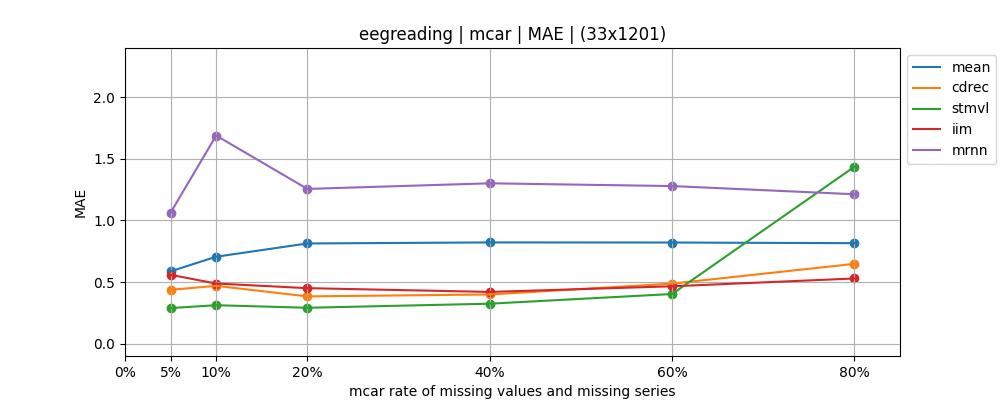 eegreading | mcar | MAE | (33x1201)
mean
cdrec
stmvl
iim
mrnn
MAE
2.0
1.5
1.0
0.5
0.0
0% 5% 10% 20% 40% 60% 80%
mcar rate of missing values and missing series